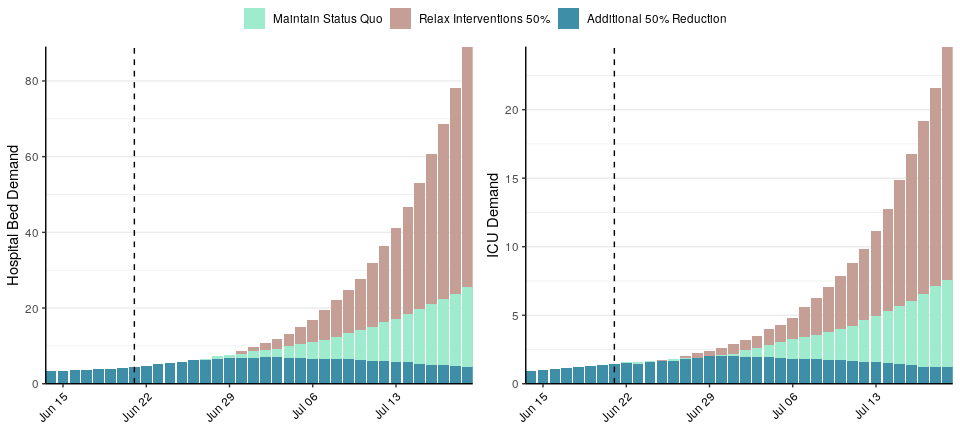 Maintain Status Quo Relax Interventions 50% Additional 50% Reduction
Hospital Bed Demand
80
60
40
20
0
Jun 15 Jun 22 Jun 29 Jul 06 Jul 13
ICU Demand
20
15
10
5
0
Jun 15 Jun 22 Jun 29 Jul 06 Jul 13